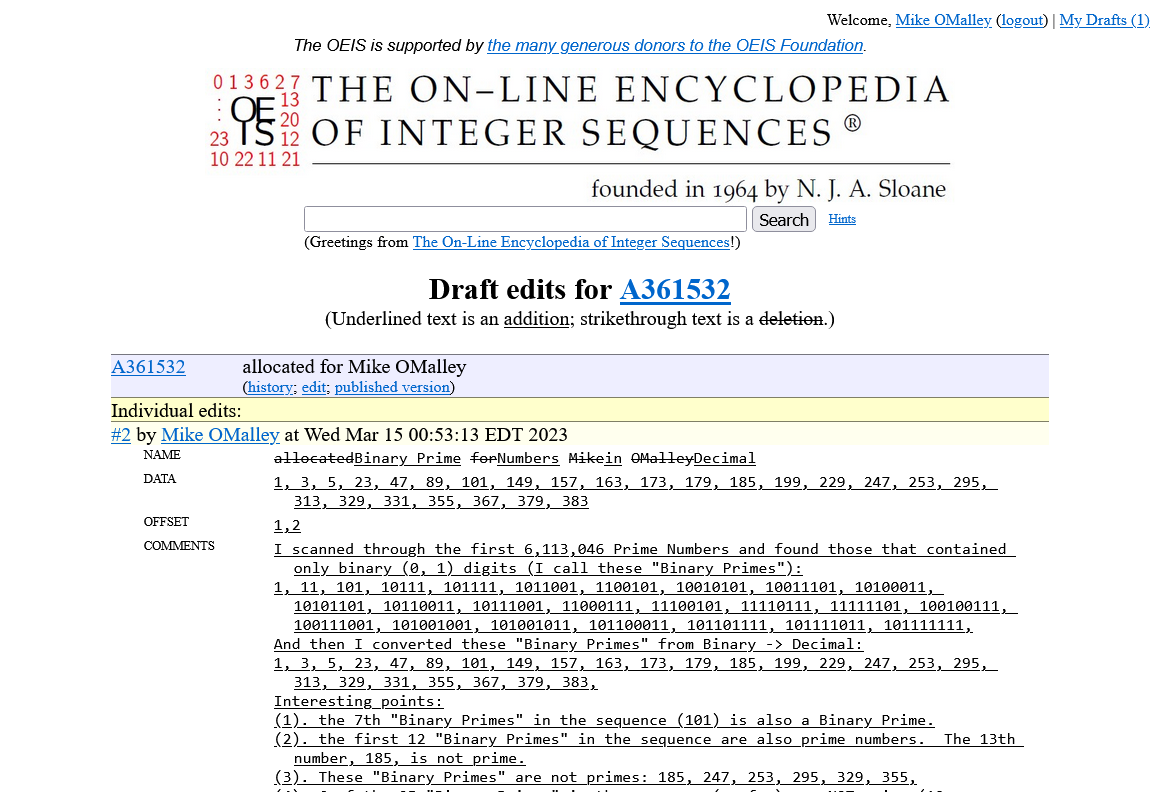 Welcome, Mike OMalley (logout) | My Drafts (1)
The OEIS is supported by the many generous donors to the OEIS Foundation.
0 1 3 6 2 7
: OE 13
: IS 20
23 12
10 22 11 21
THE ON-LINE ENCYCLOPEDIA
OF INTEGER SEQUENCES ®
founded in 1964 by N. J. A. Sloane
Search Hints
(Greetings from The On-Line Encyclopedia of Integer Sequences!)
Draft edits for A361532
(Underlined text is an addition; strikethrough text is a deletion.)
A361532 allocated for Mike OMalley
(history; edit; published version)
Individual edits:
#2 by Mike OMalley at Wed Mar 15 00:53:13 EDT 2023
NAME allocatedBinary Prime forNumbers Mikein OMalleyDecimal
DATA 1, 3, 5, 23, 47, 89, 101, 149, 157, 163, 173, 179, 185, 199, 229, 247, 253, 295,
313, 329, 331, 355, 367, 379, 383
OFFSET 1,2
COMMENTS I scanned through the first 6,113,046 Prime Numbers and found those that contained
only binary (0, 1) digits (I call these "Binary Primes"):
1, 11, 101, 10111, 101111, 1011001, 1100101, 10010101, 10011101, 10100011,
10101101, 10110011, 10111001, 11000111, 11100101, 11110111, 11111101, 100100111,
100111001, 101001001, 101001011, 101100011, 101101111, 101111011, 101111111,
And then I converted these "Binary Primes" from Binary -> Decimal:
1, 3, 5, 23, 47, 89, 101, 149, 157, 163, 173, 179, 185, 199, 229, 247, 253, 295,
313, 329, 331, 355, 367, 379, 383,
Interesting points:
(1). the 7th "Binary Primes" in the sequence (101) is also a Binary Prime.
(2). the first 12 "Binary Primes" in the sequence are also prime numbers.  The 13th
number, 185, is not prime.
(3). These "Binary Primes" are not primes: 185, 247, 253, 295, 329, 355,